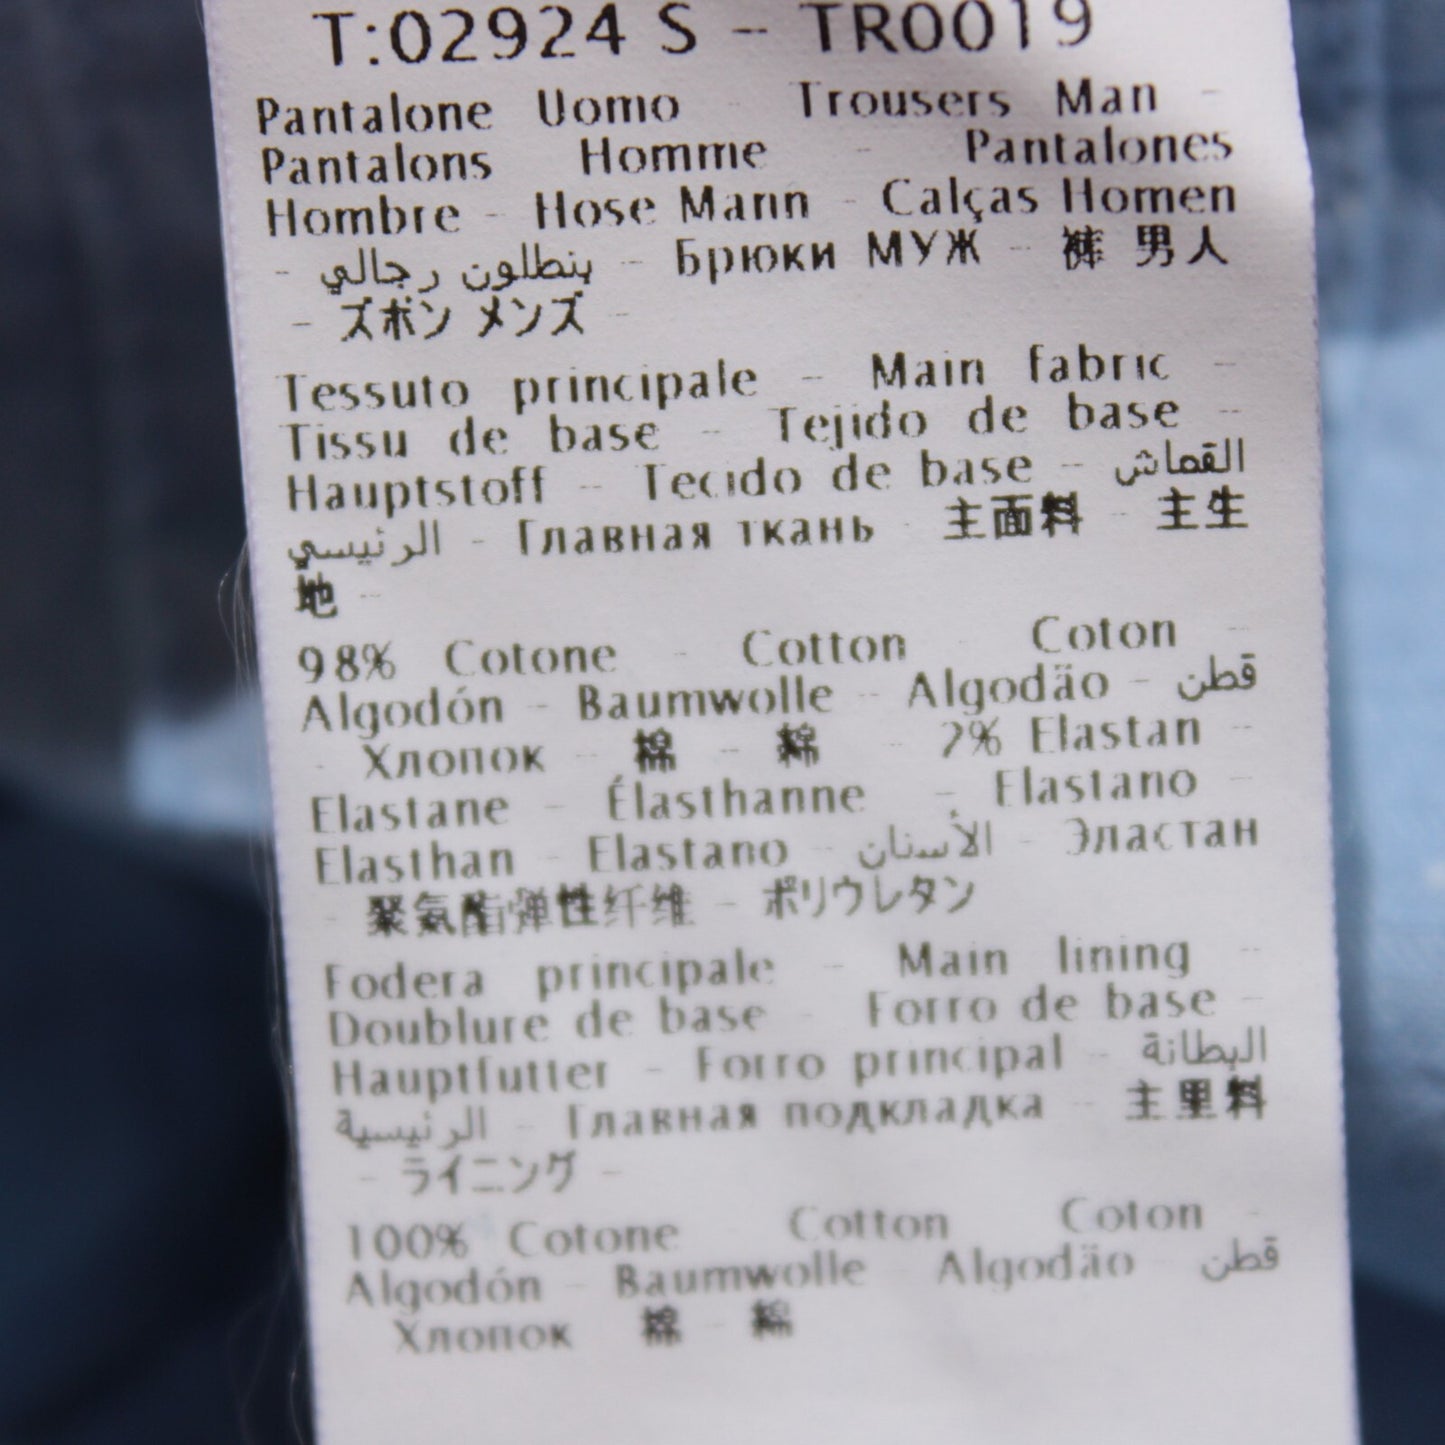 T:02924 S - TR0019
Pantalone Uomo - Trousers Man -
Pantalons Homme - Pantalones
Hombre - Hose Mann - Calças Homen
- بنطلون رجالي - Брюки МУЖ - 裤 男人
- ズボン メンズ -
Tessuto principale - Main fabric -
Tissu de base - Tejido de base -
Hauptstoff - Tecido de base - القماش
الرئيسي - Главная ткань - 主面料 - 主生
地 -
98% Cotone - Cotton - Coton -
Algodón - Baumwolle - Algodão - قطن
- Хлопок - 棉 - 綿 - 2% Elastan -
Elastane - Élasthanne - Elastano -
Elasthan - Elastano - الأسنان - Эластан
- 聚氨酯弹性纤维 - ポリウレタン
Fodera principale - Main lining -
Doublure de base - Forro de base -
Hauptfutter - Forro principal - البطانة
الرئيسية - Главная подкладка - 主里料
- ライニング -
100% Cotone - Cotton - Coton -
Algodón - Baumwolle - Algodão - قطن
Хлопок - 棉 - 綿